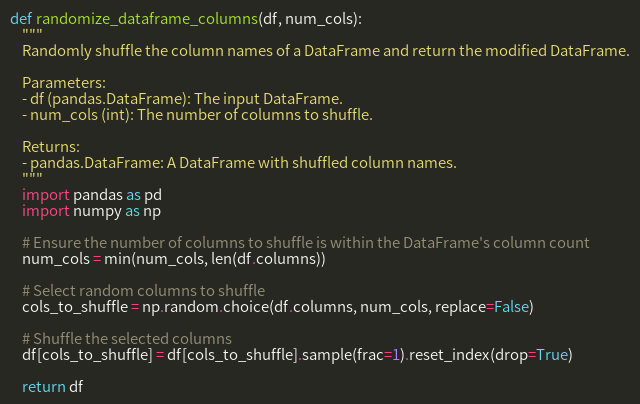 def randomize_dataframe_columns(df, num_cols):
    """
    Randomly shuffle the column names of a DataFrame and return the modified DataFrame.

    Parameters:
    - df (pandas.DataFrame): The input DataFrame.
    - num_cols (int): The number of columns to shuffle.

    Returns:
    - pandas.DataFrame: A DataFrame with shuffled column names.
    """
    import pandas as pd
    import numpy as np

    # Ensure the number of columns to shuffle is within the DataFrame's column count
    num_cols = min(num_cols, len(df.columns))

    # Select random columns to shuffle
    cols_to_shuffle = np.random.choice(df.columns, num_cols, replace=False)

    # Shuffle the selected columns
    df[cols_to_shuffle] = df[cols_to_shuffle].sample(frac=1).reset_index(drop=True)

    return df